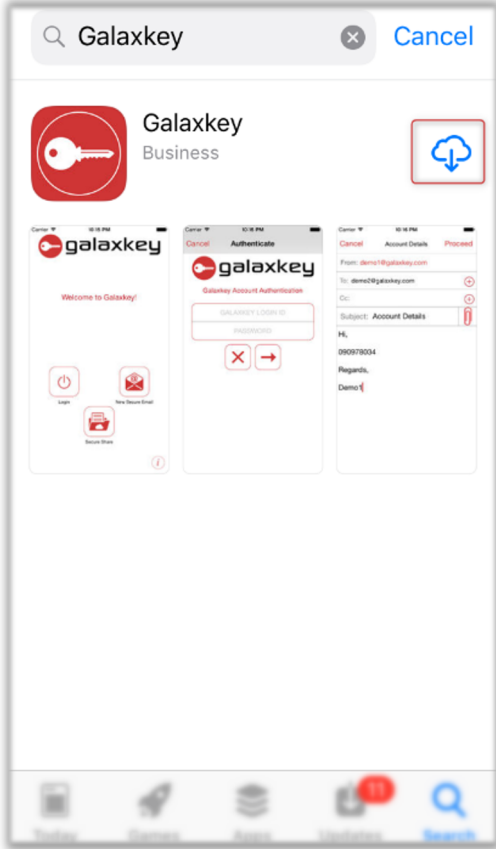 Galaxkey
Cancel
Galaxkey
Business
Carrier 10:15 PM
galaxkey
Welcome to Galaxkey!
Login
New Secure Email
Secure Share
i
Carrier 10:16 PM
Cancel Authenticate
galaxkey
Galaxkey Account Authentication
GALAXKEY LOGIN ID
PASSWORD
Carrier 10:16 PM
Cancel Account Details Proceed
From: demo1@galaxkey.com
To: demo2@galaxkey.com
Cc:
Subject: Account Details
Hi,
090978034
Regards,
Demo1
11
Today Games Apps Updates Search